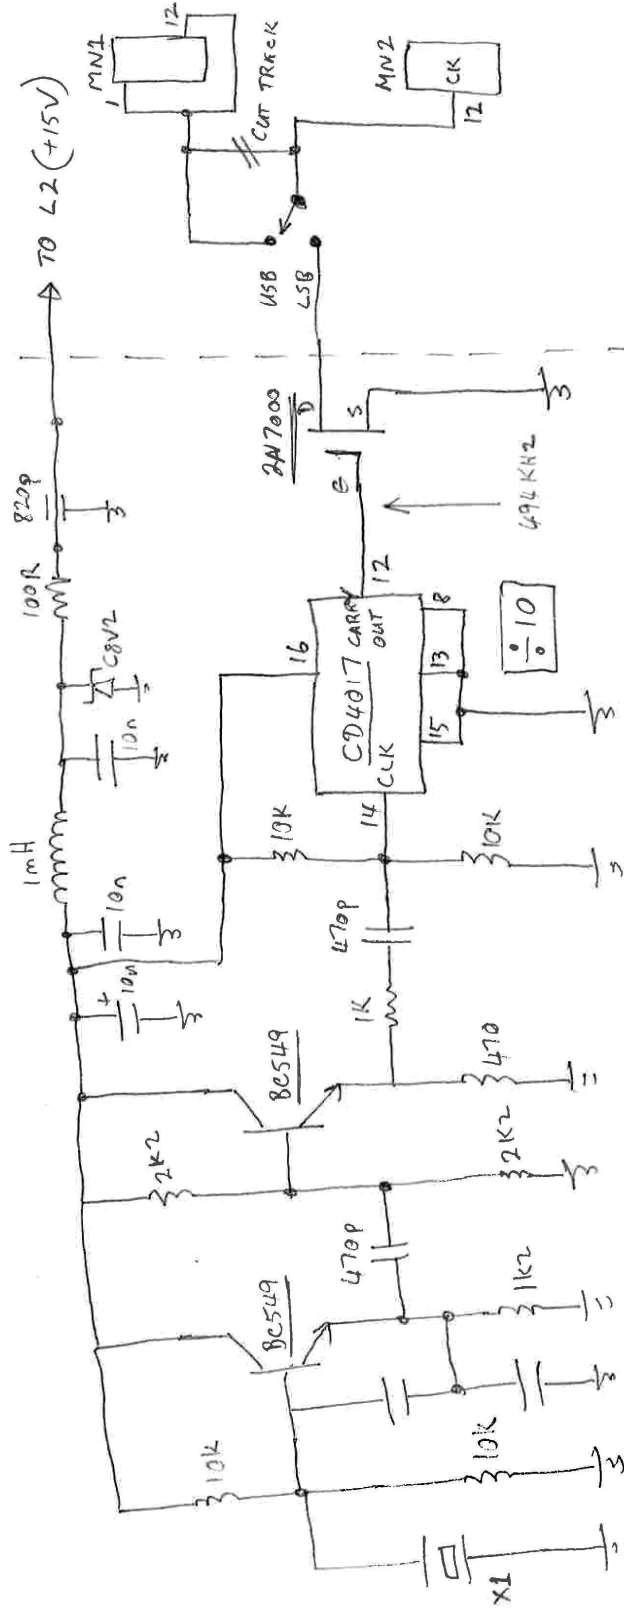 1mH
100R
820p
TO L2 (+15V)
MN1
1
12
10n
+
10n
10n
C8V2
CUT TRACK
10K
2K2
BC549
BC549
USB
LSB
16
2N7000
D
S
G
10K
470p
1K
470p
14
CLK
CD4017
CARRY
OUT
12
15
13
8
MN2
CK
12
X1
10K
1K2
2K2
470
10K
÷10
494KHZ